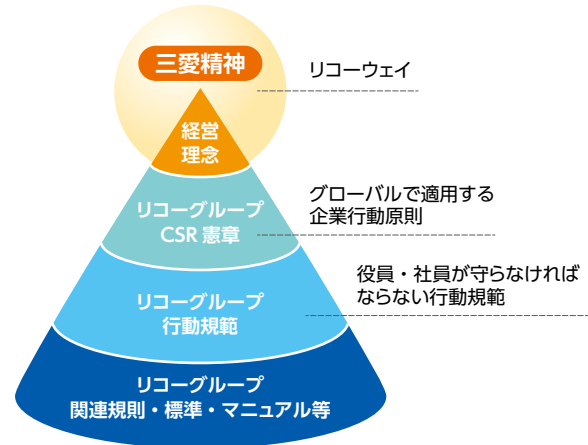 三愛精神
リコーウェイ
経営
理念
リコーグループ
CSR 憲章
グローバルで適用する
企業行動原則
リコーグループ
行動規範
役員・社員が守らなければ
ならない行動規範
リコーグループ
関連規則・標準・マニュアル等